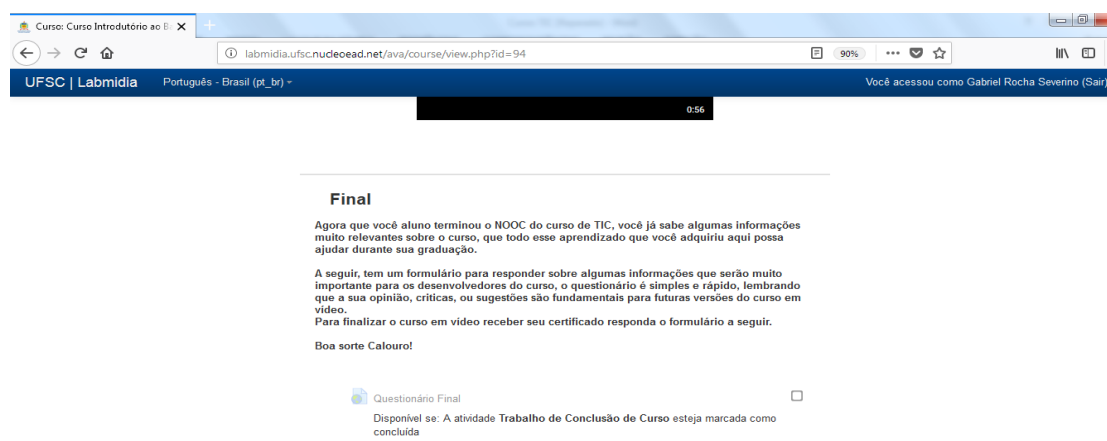 Curso: Curso Introdutório ao Ba
labmidia.ufsc.nucleoead.net/ava/course/view.php?id=94
90%
UFSC | Labmidia
Português - Brasil (pt_br)
Você acessou como Gabriel Rocha Severino (Sair)
0:56
Final
Agora que você aluno terminou o NOOC do curso de TIC, você já sabe algumas informações
muito relevantes sobre o curso, que todo esse aprendizado que você adquiriu aqui possa
ajudar durante sua graduação.
A seguir, tem um formulário para responder sobre algumas informações que serão muito
importante para os desenvolvedores do curso, o questionário é simples e rápido, lembrando
que a sua opinião, criticas, ou sugestões são fundamentais para futuras versões do curso em
vídeo.
Para finalizar o curso em vídeo receber seu certificado responda o formulário a seguir.
Boa sorte Calouro!
Questionário Final
Disponível se: A atividade Trabalho de Conclusão de Curso esteja marcada como
concluída